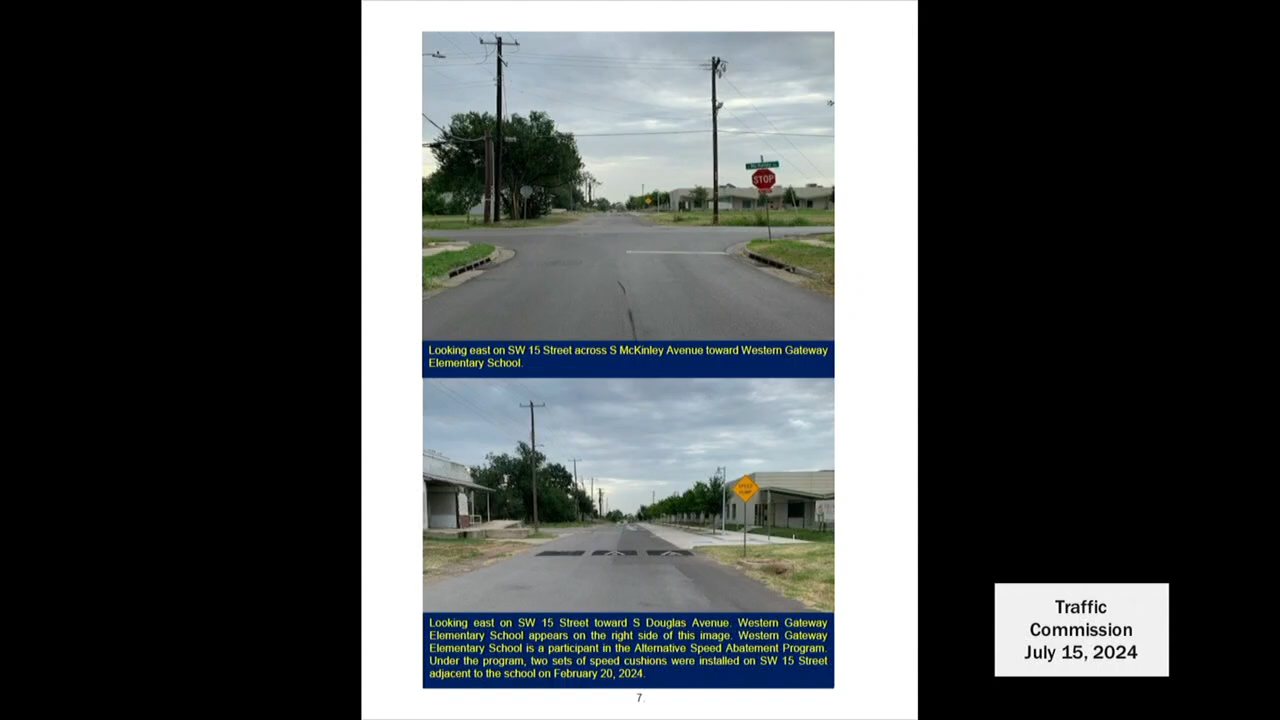 McKinley
STOP
Looking east on SW 15 Street across S McKinley Avenue toward Western Gateway
Elementary School.
SPEED
HUMP
Looking east on SW 15 Street toward S Douglas Avenue. Western Gateway
Elementary School appears on the right side of this image. Western Gateway
Elementary School is a participant in the Alternative Speed Abatement Program.
Under the program, two sets of speed cushions were installed on SW 15 Street
adjacent to the school on February 20, 2024.
7.
Traffic
Commission
July 15, 2024